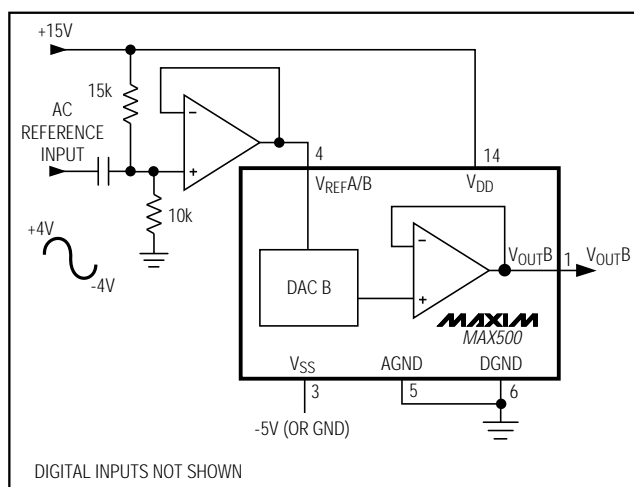 +15V
15k
AC
REFERENCE
INPUT
-
+
4
14
VREFA/B
VDD
10k
+4V
-4V
-
+
DAC B
VOUTB
1
VOUTB
MAXIM
MAX500
VSS
AGND
DGND
3
5
6
-5V (OR GND)
DIGITAL INPUTS NOT SHOWN